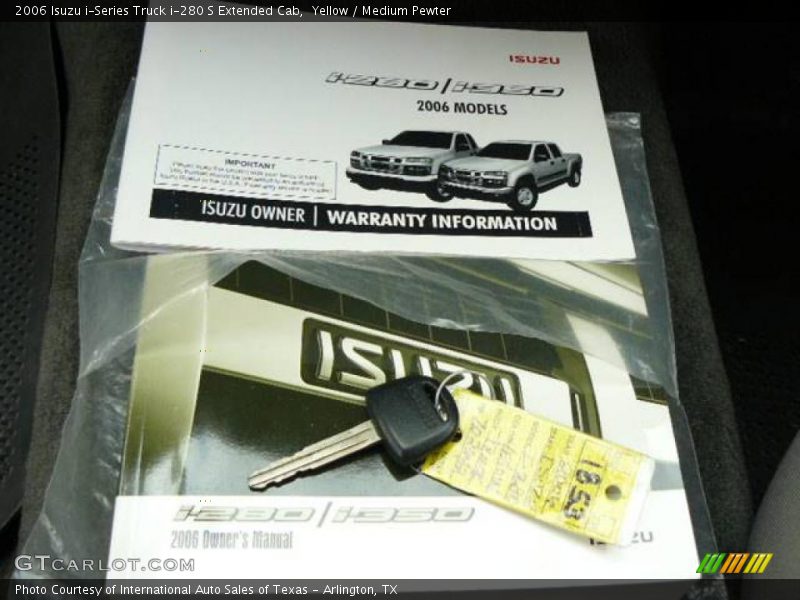 2006 Isuzu i-Series Truck i-280 S Extended Cab, Yellow / Medium Pewter
ISUZU
i-280 | i-350
2006 MODELS
IMPORTANT
ISUZU OWNER | WARRANTY INFORMATION
ISUZU
i-280 / i-350
2006 Owner's Manual
ISUZU
GTCARLOT.COM
Photo Courtesy of International Auto Sales of Texas - Arlington, TX